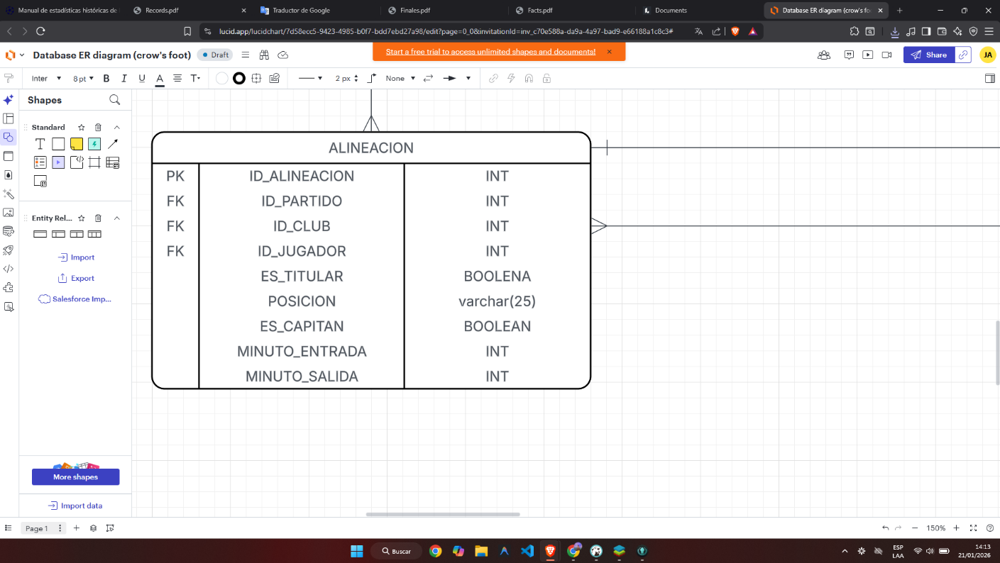 Manual de estadísticas históricas de
Records.pdf
Traductor de Google
Finales.pdf
Facts.pdf
Documents
Database ER diagram (crow's fo
lucid.app/lucidchart/7d58ecc5-9423-4985-b0f7-bdd7ebd27a98/edit?page=0_0&invitationId=inv_c70e588a-da9a-4a97-bad9-e66188a1c8c3#
Database ER diagram (crow's foot)
Draft
Start a free trial to access unlimited shapes and documents!
Share
JA
Inter
8 pt
B I U A T
2 px
None
Shapes
Standard
T
Entity Rel...
Import
Export
Salesforce Imp...
More shapes
Import data
ALINEACION
PK ID_ALINEACION INT
FK ID_PARTIDO INT
FK ID_CLUB INT
FK ID_JUGADOR INT
ES_TITULAR BOOLENA
POSICION varchar(25)
ES_CAPITAN BOOLEAN
MINUTO_ENTRADA INT
MINUTO_SALIDA INT
Page 1
150%
Buscar
ESP
LAA
14:13
21/01/2026